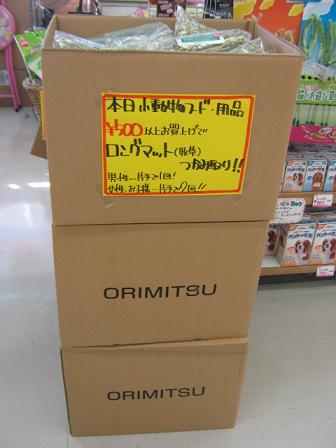 本日小動物フード・用品
¥500以上お買上げで
ロングマット(牧草)
つかみ取り!!
男性…片手で1回!
女性、お子様…片手で2回!!
ORIMITSU
ORIMITSU